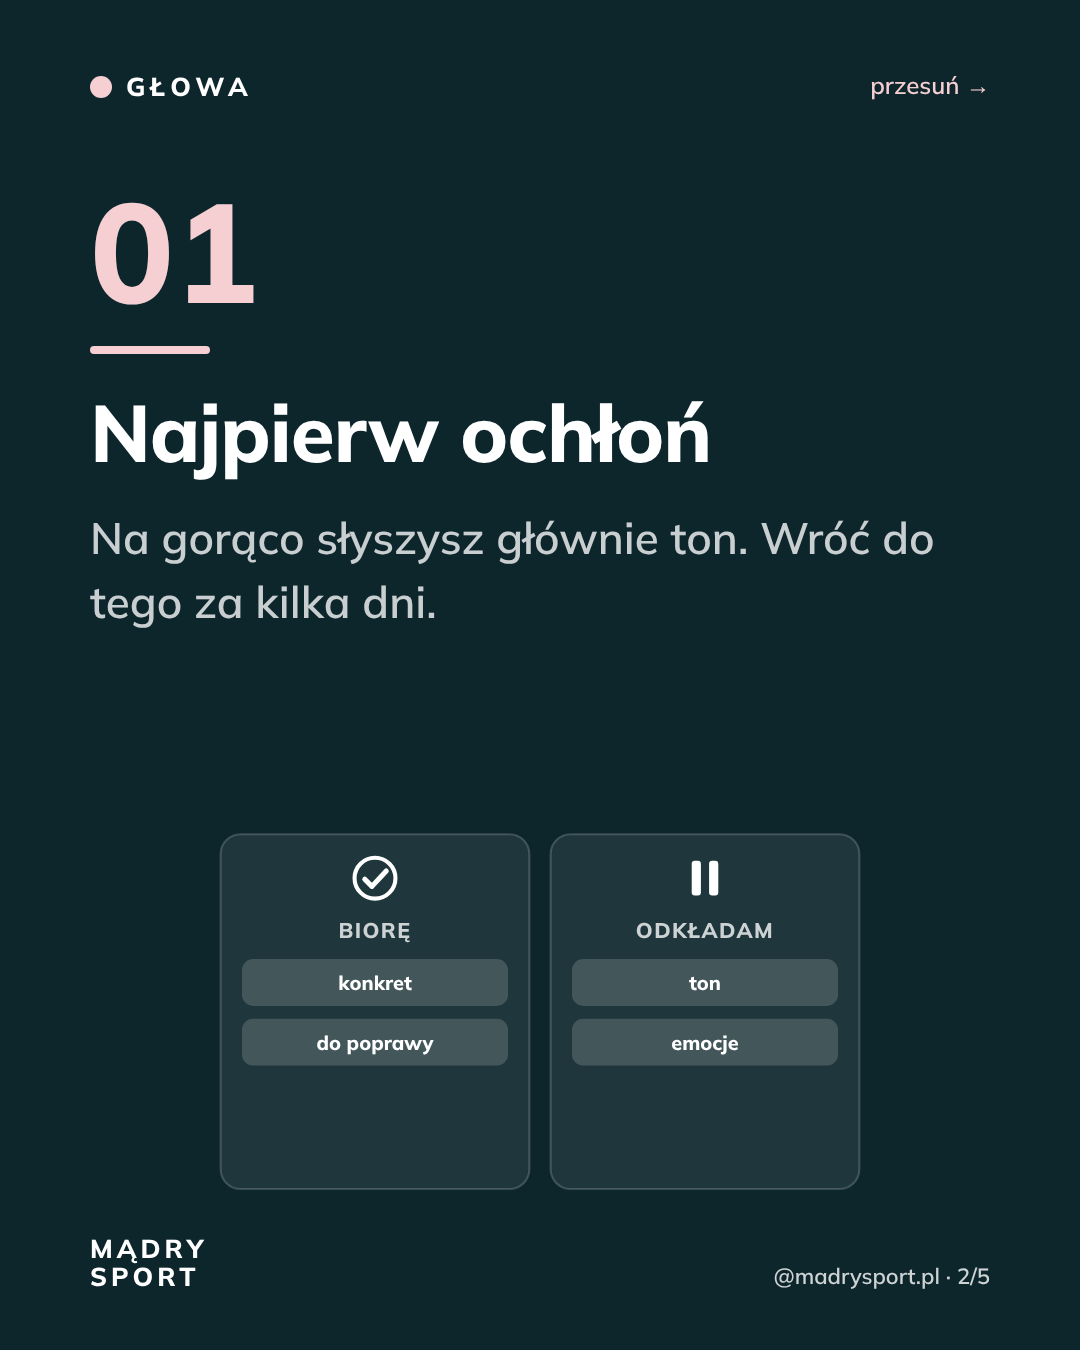 GŁOWA
przesuń →
01
Najpierw ochłoń
Na gorąco słyszysz głównie ton. Wróć do
tego za kilka dni.
BIORĘ
konkret
do poprawy
ODKŁADAM
ton
emocje
MĄDRY
SPORT
@madrysport.pl · 2/5